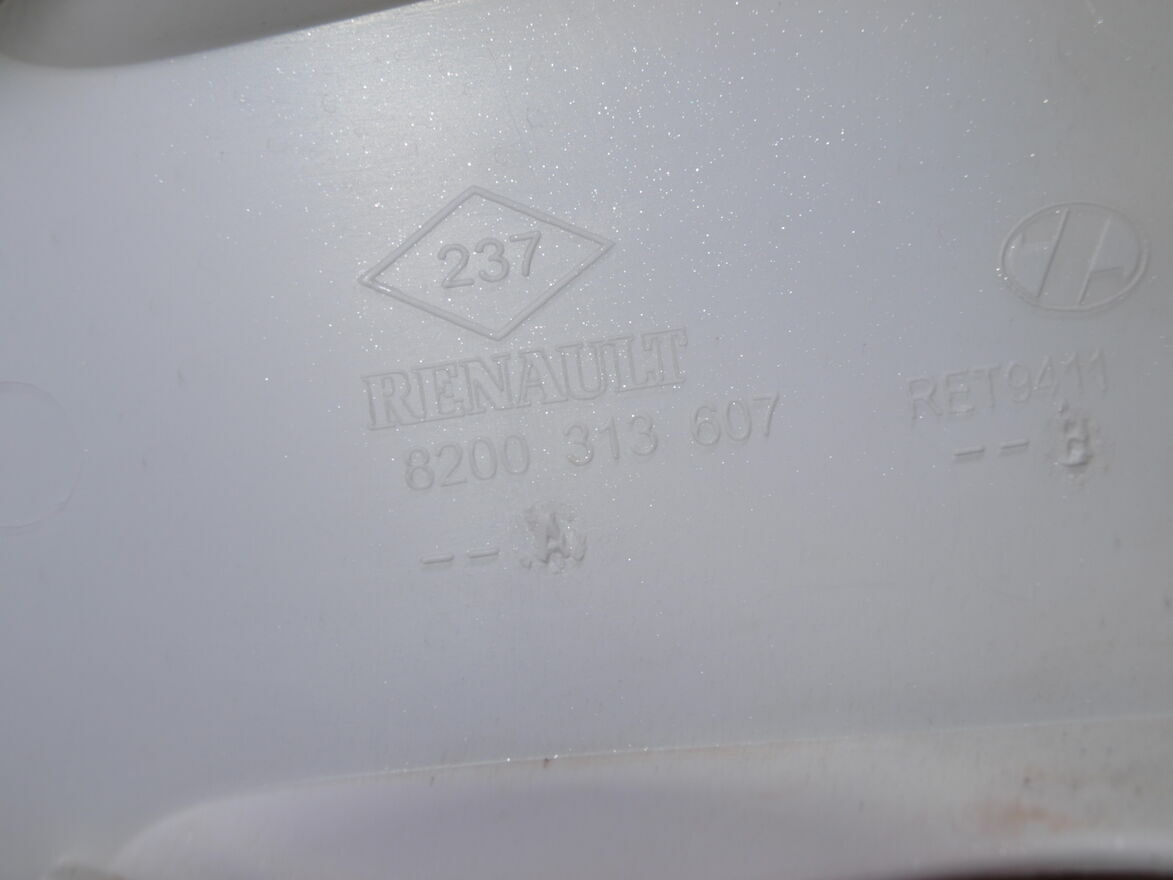 237
RENAULT
8200 313 607
-- A
RET9411
--